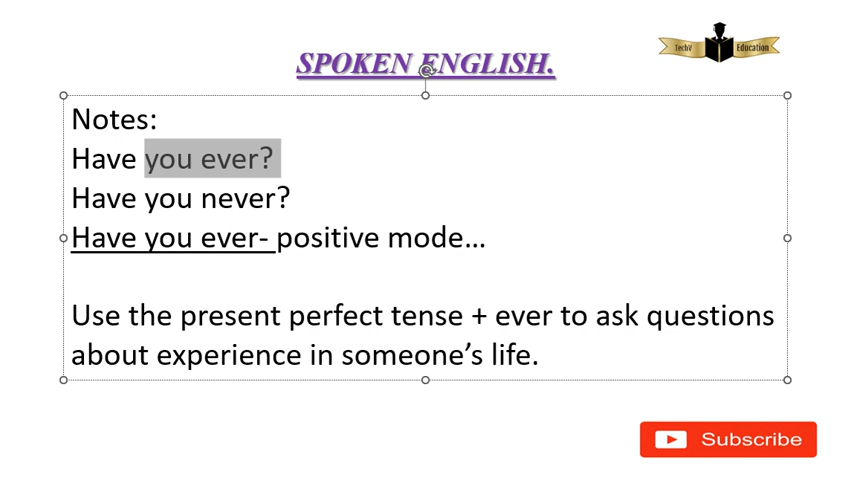 SPOKEN ENGLISH.
TechV Education
Notes:
Have you ever?
Have you never?
Have you ever- positive mode...
Use the present perfect tense + ever to ask questions
about experience in someone’s life.
Subscribe